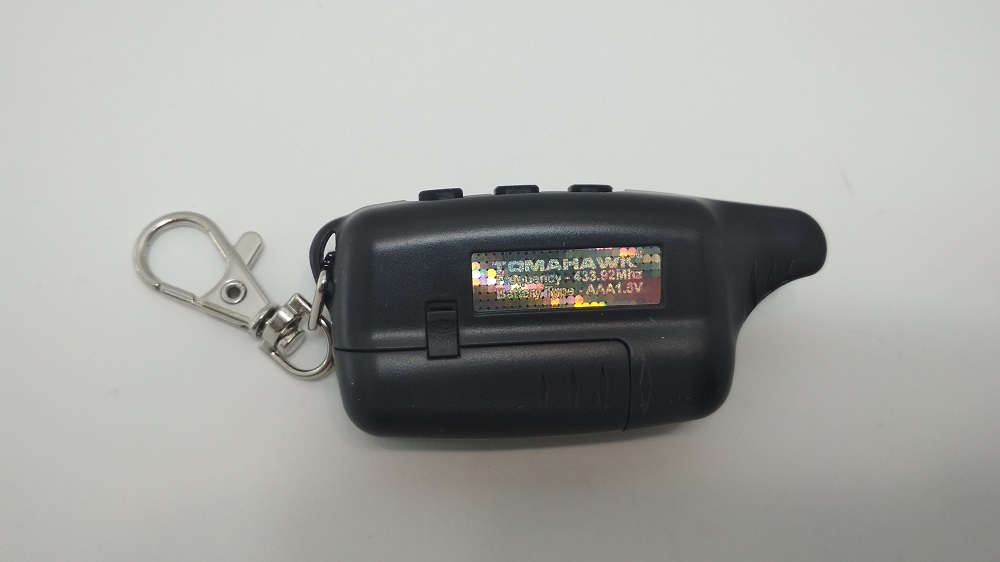 TOMAHAWK
Frequency - 433.92Mhz
Battery Type - AAA1.5V